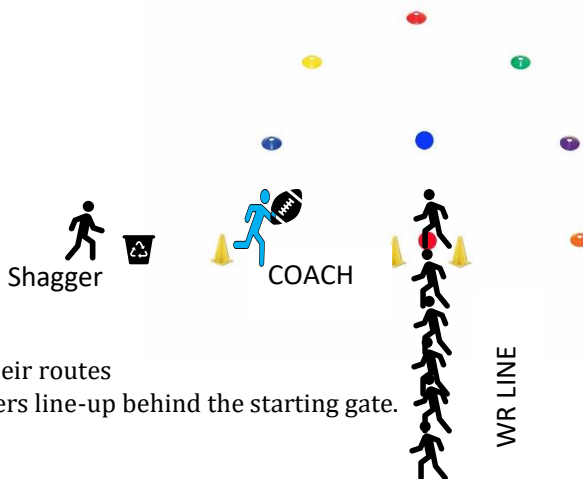 Shagger
COACH
WR LINE
eir routes
ers line-up behind the starting gate.